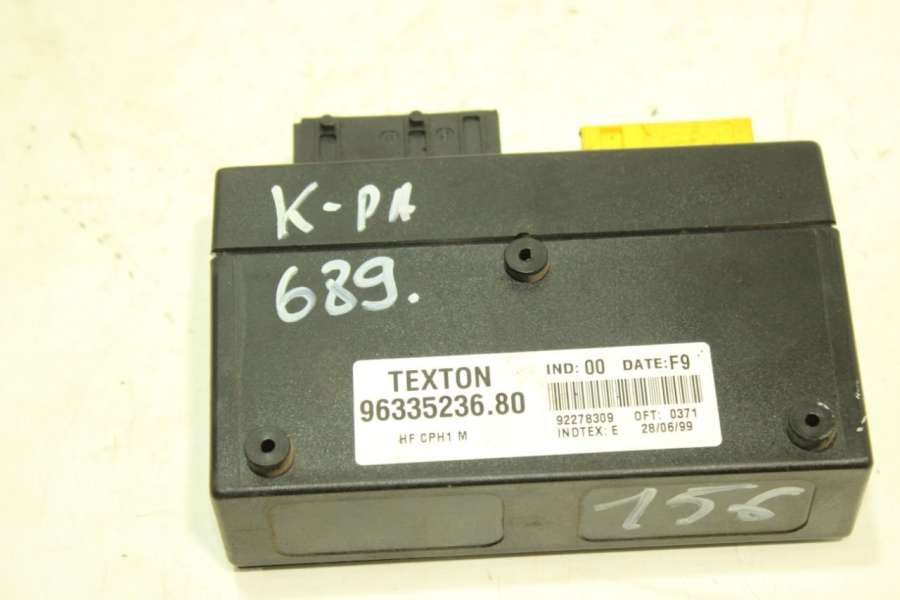 K-PA
689.
TEXTON
96335236.80
HF CPH1 M
IND: 00 DATE: F9
92278309 OFT: 0371
INDTEX: E 28/06/99
156